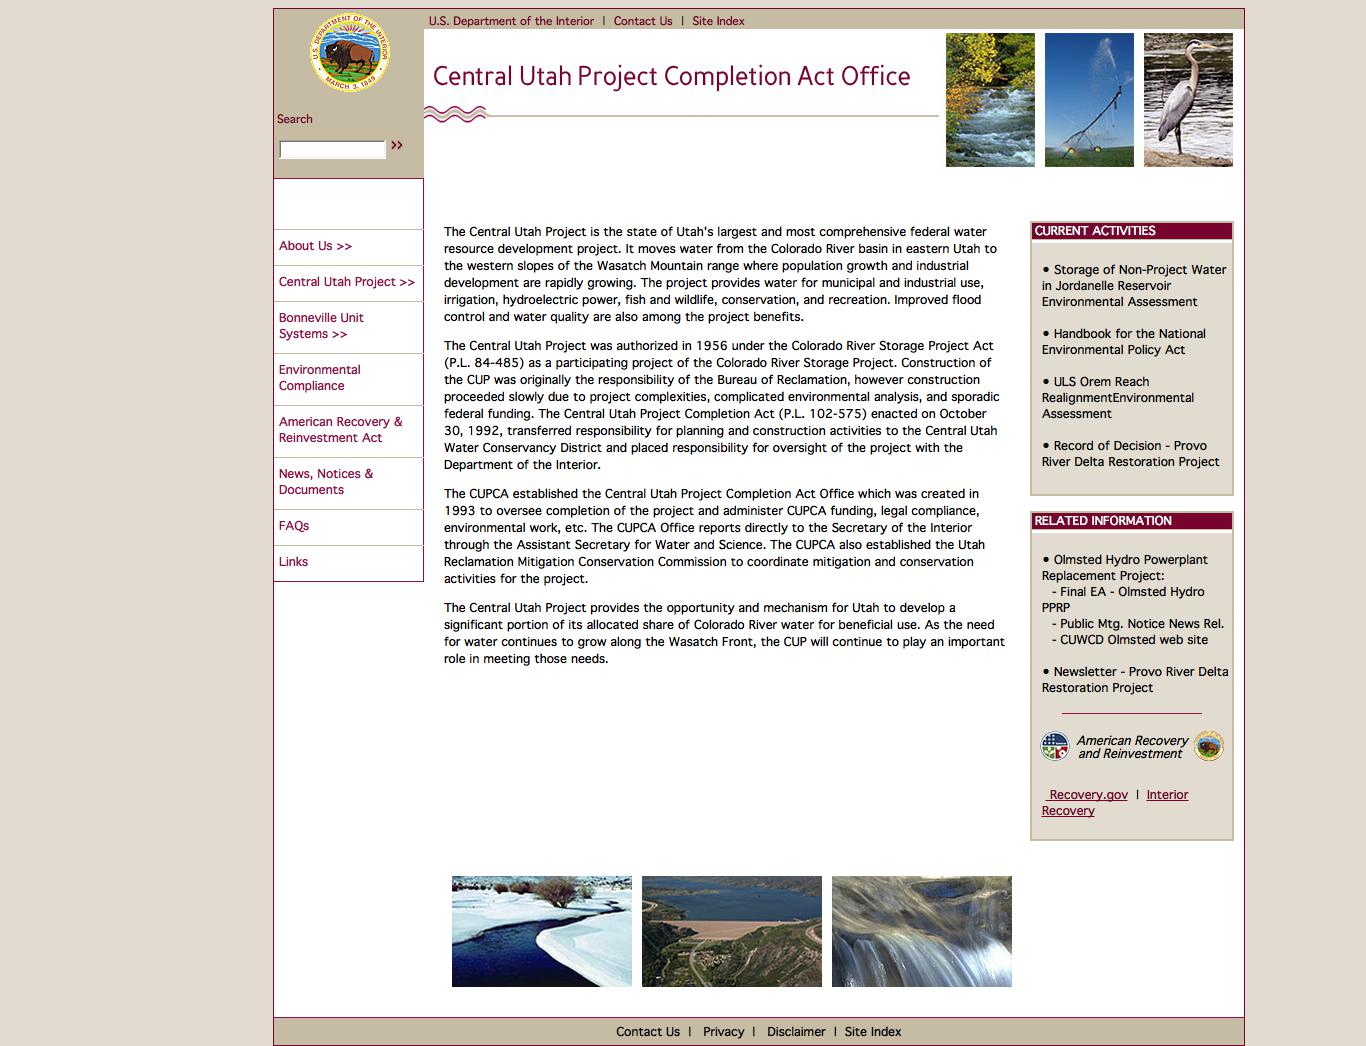 U.S. Department of the Interior | Contact Us | Site Index
U.S. DEPARTMENT OF THE INTERIOR
MARCH 3, 1849
Central Utah Project Completion Act Office
Search
>>
About Us >>
Central Utah Project >>
Bonneville Unit
Systems >>
Environmental
Compliance
American Recovery &
Reinvestment Act
News, Notices &
Documents
FAQs
Links
The Central Utah Project is the state of Utah's largest and most comprehensive federal water
resource development project. It moves water from the Colorado River basin in eastern Utah to
the western slopes of the Wasatch Mountain range where population growth and industrial
development are rapidly growing. The project provides water for municipal and industrial use,
irrigation, hydroelectric power, fish and wildlife, conservation, and recreation. Improved flood
control and water quality are also among the project benefits.
The Central Utah Project was authorized in 1956 under the Colorado River Storage Project Act
(P.L. 84-485) as a participating project of the Colorado River Storage Project. Construction of
the CUP was originally the responsibility of the Bureau of Reclamation, however construction
proceeded slowly due to project complexities, complicated environmental analysis, and sporadic
federal funding. The Central Utah Project Completion Act (P.L. 102-575) enacted on October
30, 1992, transferred responsibility for planning and construction activities to the Central Utah
Water Conservancy District and placed responsibility for oversight of the project with the
Department of the Interior.
The CUPCA established the Central Utah Project Completion Act Office which was created in
1993 to oversee completion of the project and administer CUPCA funding, legal compliance,
environmental work, etc. The CUPCA Office reports directly to the Secretary of the Interior
through the Assistant Secretary for Water and Science. The CUPCA also established the Utah
Reclamation Mitigation Conservation Commission to coordinate mitigation and conservation
activities for the project.
The Central Utah Project provides the opportunity and mechanism for Utah to develop a
significant portion of its allocated share of Colorado River water for beneficial use. As the need
for water continues to grow along the Wasatch Front, the CUP will continue to play an important
role in meeting those needs.
CURRENT ACTIVITIES
• Storage of Non-Project Water
in Jordanelle Reservoir
Environmental Assessment
• Handbook for the National
Environmental Policy Act
• ULS Orem Reach
RealignmentEnvironmental
Assessment
• Record of Decision - Provo
River Delta Restoration Project
RELATED INFORMATION
• Olmsted Hydro Powerplant
Replacement Project:
- Final EA - Olmsted Hydro
PPRP
- Public Mtg. Notice News Rel.
- CUWCD Olmsted web site
• Newsletter - Provo River Delta
Restoration Project
American Recovery
and Reinvestment
Recovery.gov | Interior
Recovery
Contact Us | Privacy | Disclaimer | Site Index